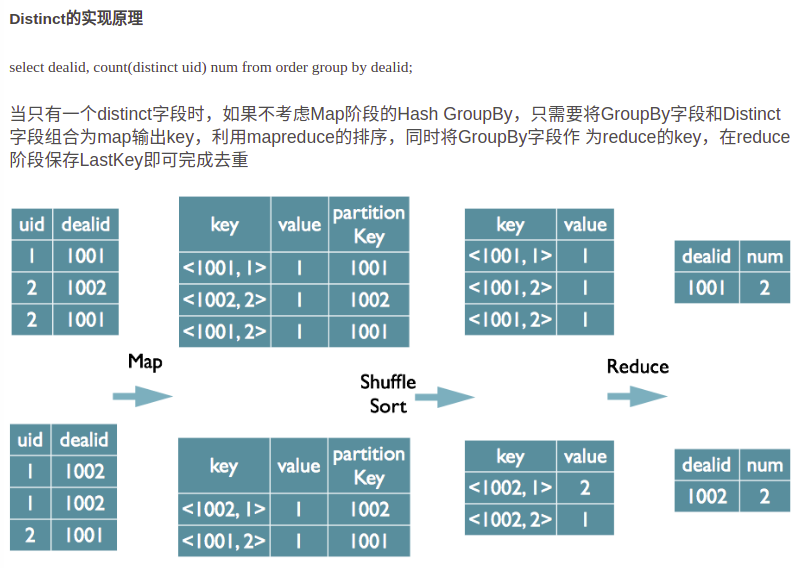 Distinct的实现原理
select dealid, count(distinct uid) num from order group by dealid;
当只有一个distinct字段时，如果不考虑Map阶段的Hash GroupBy，只需要将GroupBy字段和Distinct
字段组合为map输出key，利用mapreduce的排序，同时将GroupBy字段作 为reduce的key，在reduce
阶段保存LastKey即可完成去重
uid dealid
1 1001
2 1002
2 1001
key value partition Key
<1001, 1> 1 1001
<1002, 2> 1 1002
<1001, 2> 1 1001
key value
<1001, 1> 1
<1001, 2> 1
<1001, 2> 1
dealid num
1001 2
Map
Shuffle
Sort
Reduce
uid dealid
1 1002
1 1002
2 1001
key value partition Key
<1002, 1> 1 1002
<1001, 2> 1 1001
key value
<1002, 1> 2
<1002, 2> 1
dealid num
1002 2